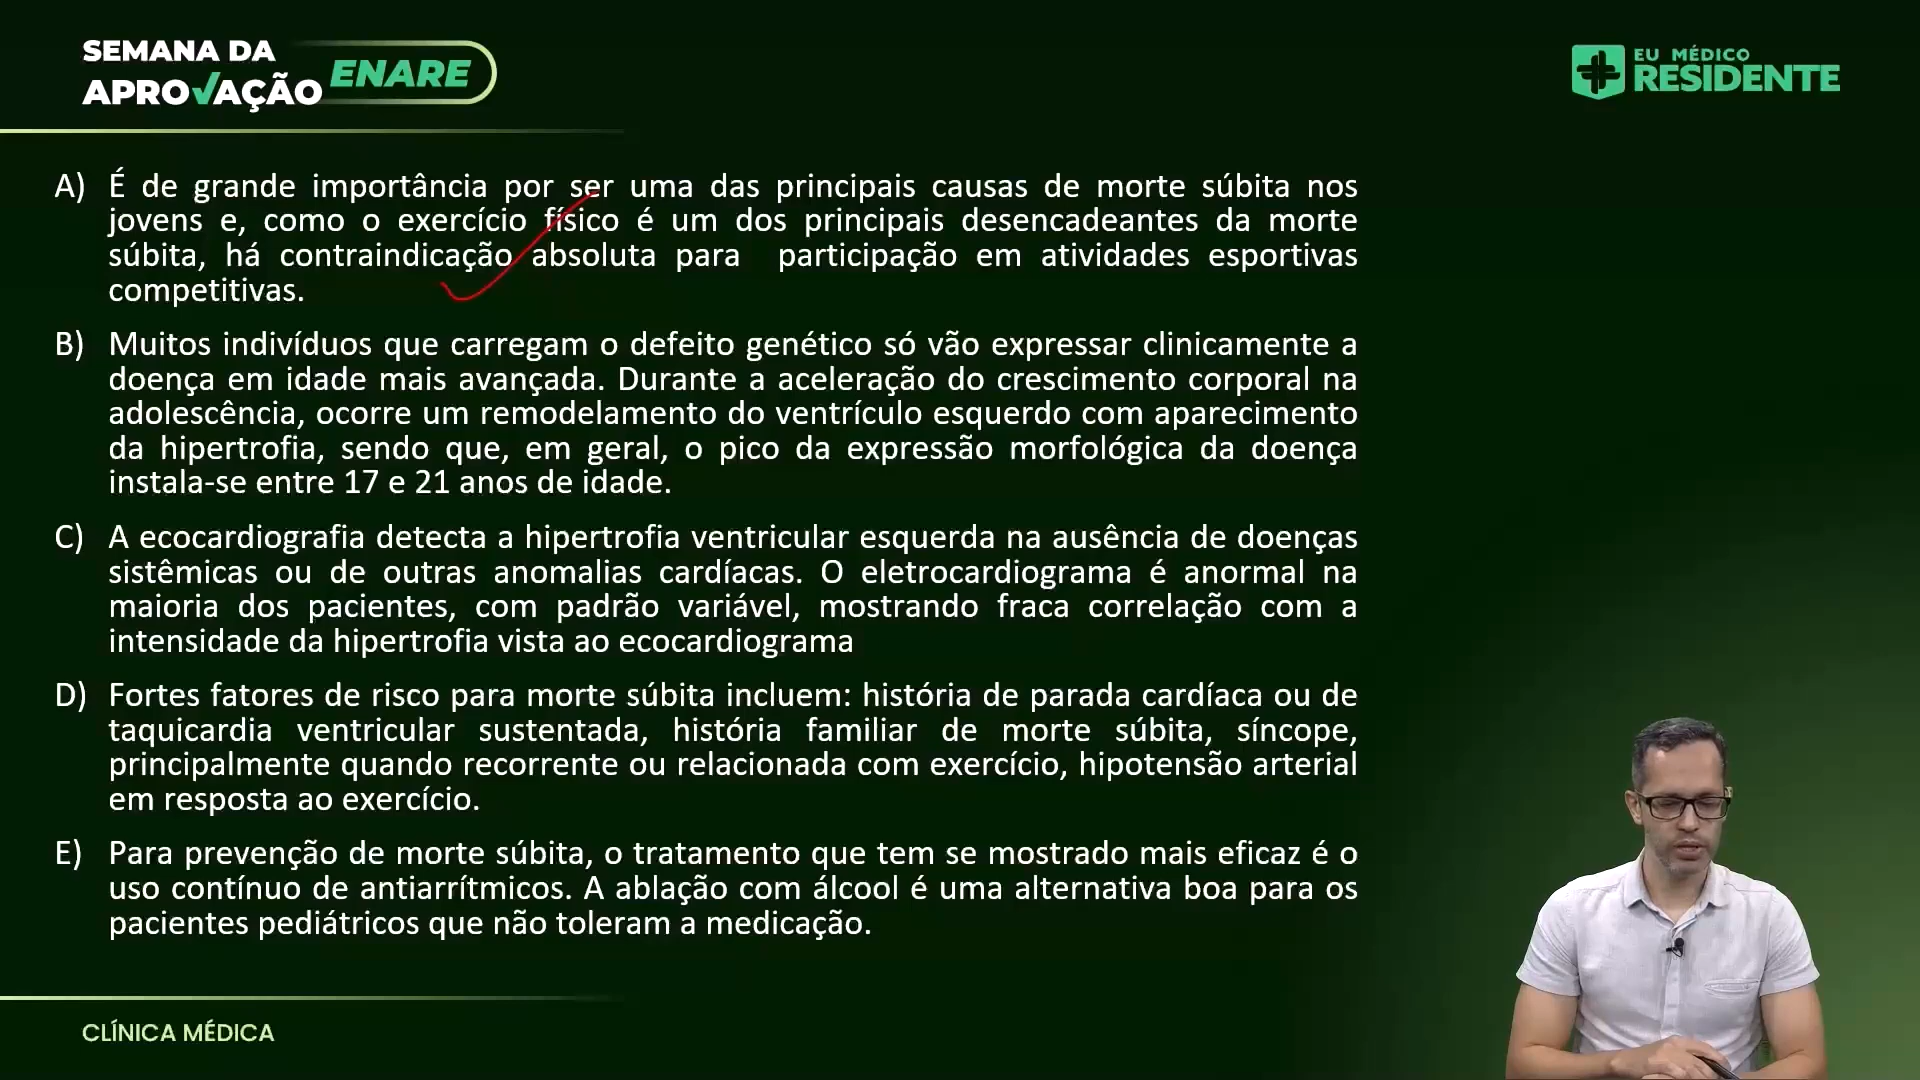 SEMANA DA
APROVAÇÃO ENARE
EU MÉDICO
RESIDENTE
A) É de grande importância por ser uma das principais causas de morte súbita nos
jovens e, como o exercício físico é um dos principais desencadeantes da morte
súbita, há contraindicação absoluta para participação em atividades esportivas
competitivas.
B) Muitos indivíduos que carregam o defeito genético só vão expressar clinicamente a
doença em idade mais avançada. Durante a aceleração do crescimento corporal na
adolescência, ocorre um remodelamento do ventrículo esquerdo com aparecimento
da hipertrofia, sendo que, em geral, o pico da expressão morfológica da doença
instala-se entre 17 e 21 anos de idade.
C) A ecocardiografia detecta a hipertrofia ventricular esquerda na ausência de doenças
sistêmicas ou de outras anomalias cardíacas. O eletrocardiograma é anormal na
maioria dos pacientes, com padrão variável, mostrando fraca correlação com a
intensidade da hipertrofia vista ao ecocardiograma
D) Fortes fatores de risco para morte súbita incluem: história de parada cardíaca ou de
taquicardia ventricular sustentada, história familiar de morte súbita, síncope,
principalmente quando recorrente ou relacionada com exercício, hipotensão arterial
em resposta ao exercício.
E) Para prevenção de morte súbita, o tratamento que tem se mostrado mais eficaz é o
uso contínuo de antiarrítmicos. A ablação com álcool é uma alternativa boa para os
pacientes pediátricos que não toleram a medicação.
CLÍNICA MÉDICA